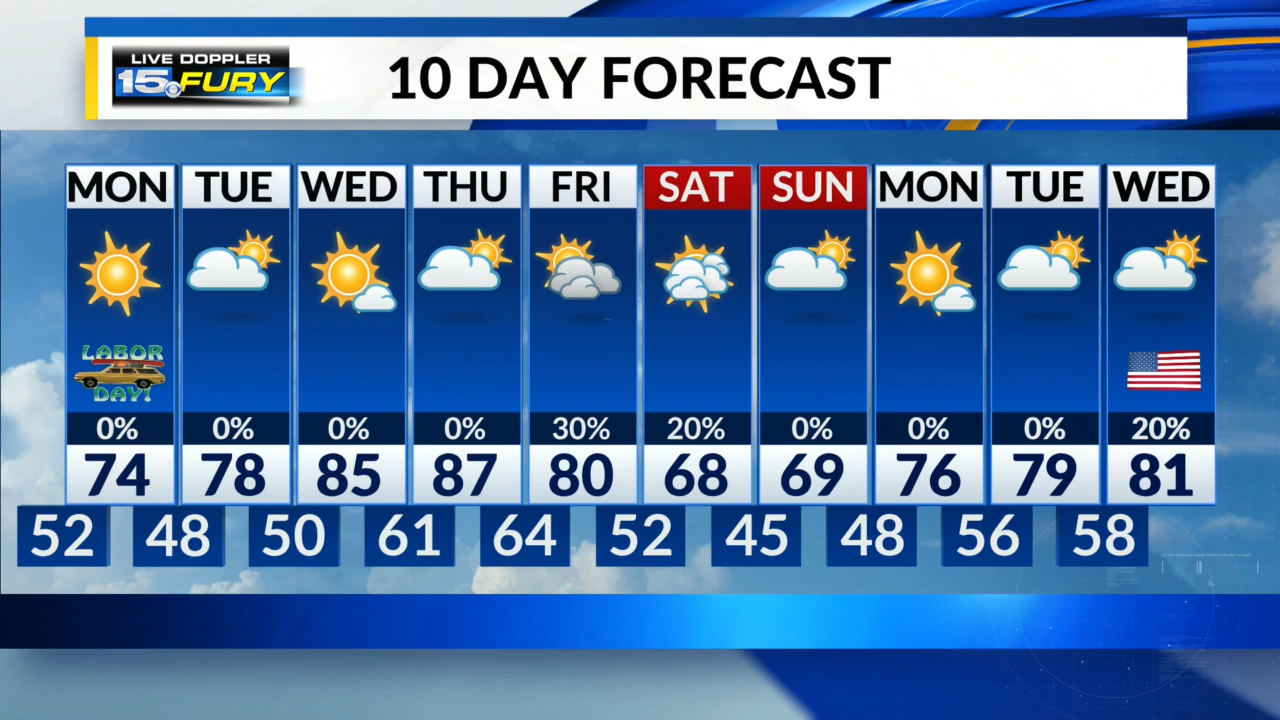 LIVE DOPPLER
15 FURY
10 DAY FORECAST
MON TUE WED THU FRI SAT SUN MON TUE WED
LABOR
DAY!
0% 0% 0% 0% 30% 20% 0% 0% 0% 20%
74 78 85 87 80 68 69 76 79 81
52 48 50 61 64 52 45 48 56 58